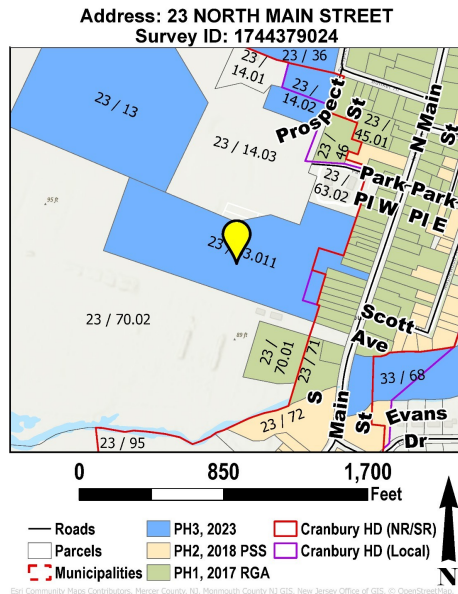 Address: 23 NORTH MAIN STREET
Survey ID: 1744379024
23 / 36
23 /
14.01
23 /
14.02
23 / 13
Prospect
St
N-Main
St
23 /
45.01
23 / 14.03
23 /
46
23 /
63.02
Park
Pl W
Park
Pl E
95 ft
23 / 70.02
89 ft
Scott
Ave
23 /
70.01
23 / 71
33 / 68
S
Main
St
23 / 72
Evans
Dr
23 / 95
0 850 1,700
Feet
Roads
Parcels
Municipalities
PH3, 2023
PH2, 2018 PSS
PH1, 2017 RGA
Cranbury HD (NR/SR)
Cranbury HD (Local)
N
Esri Community Maps Contributors, Mercer County, NJ, Monmouth County NJ GIS, New Jersey Office of GIS, © OpenStreetMap,